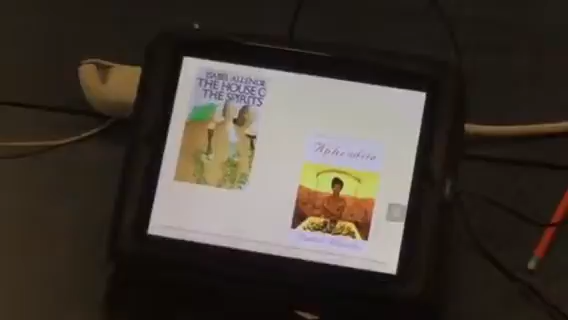 ISABEL ALLENDE
THE HOUSE O
THE SPIRITS
Aphrodite